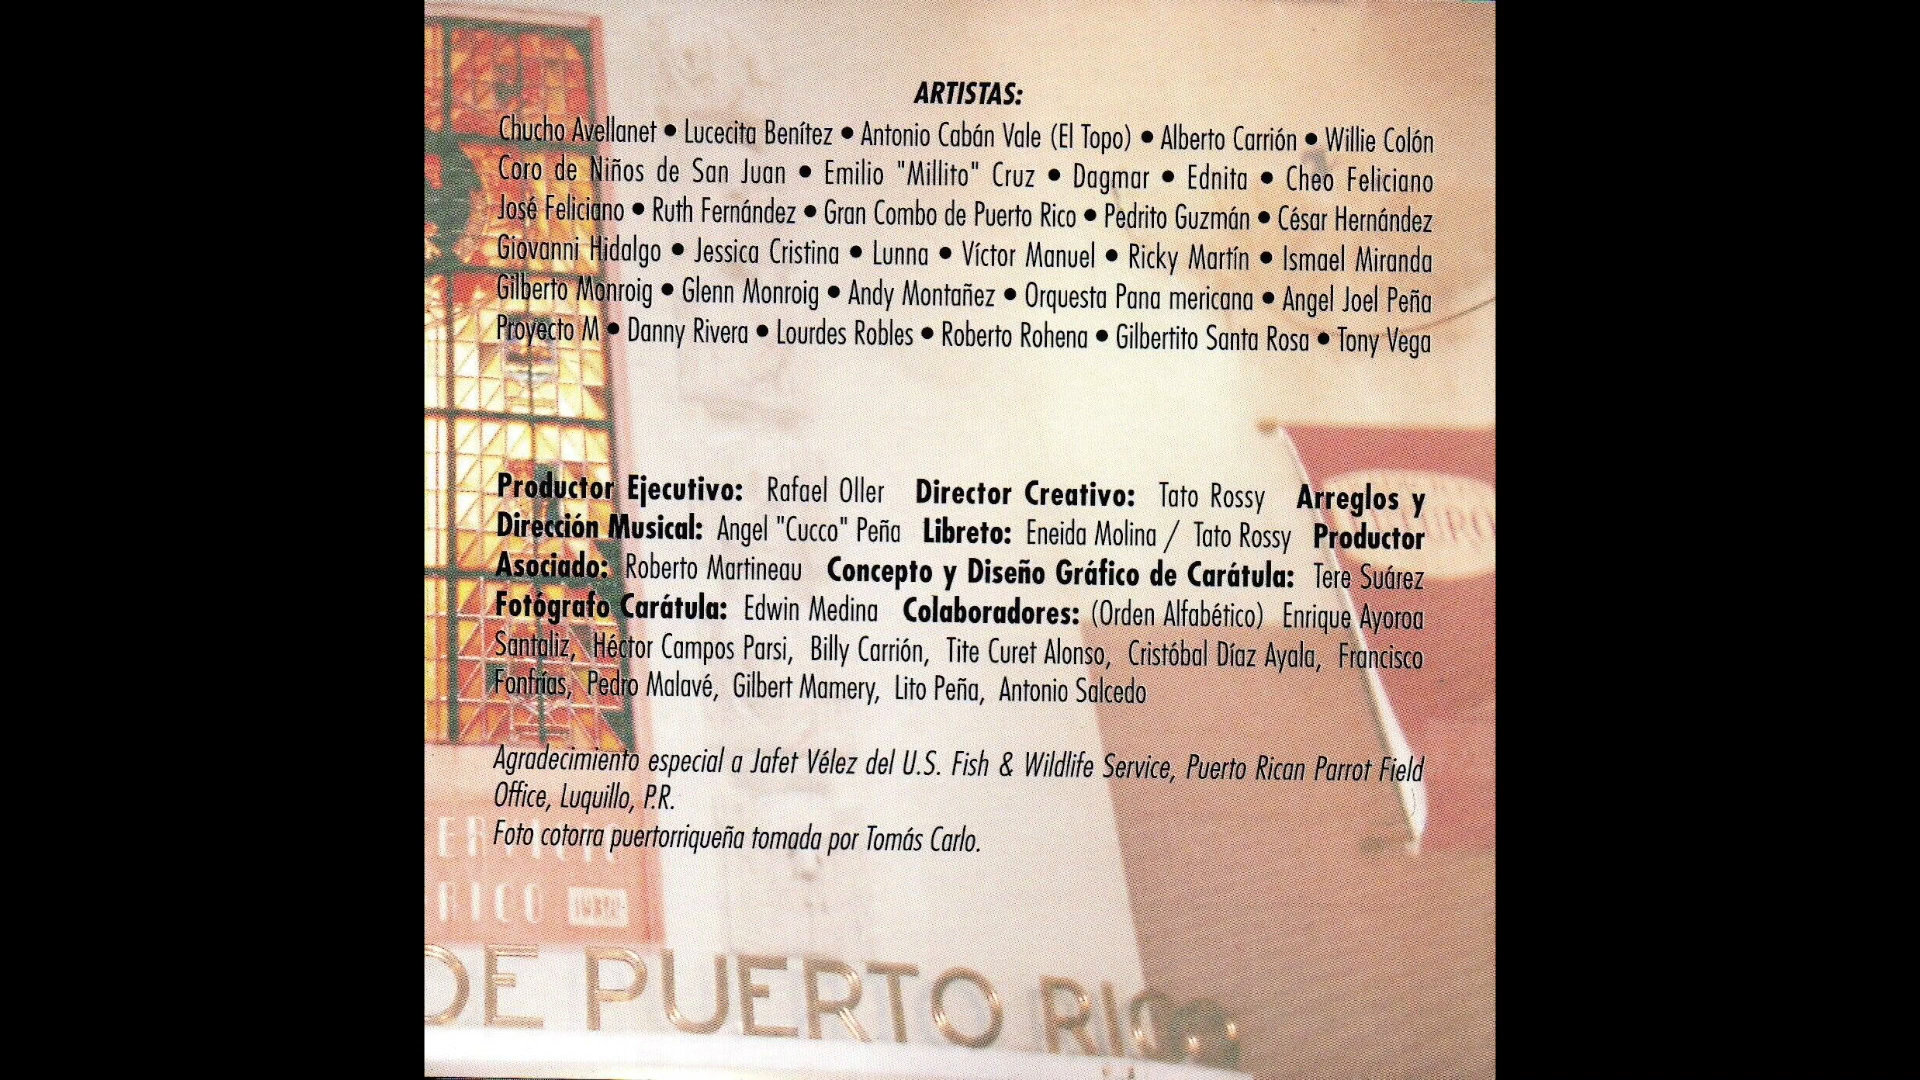 ARTISTAS:
Chucho Avellanet • Lucecita Benítez • Antonio Cabán Vale (El Topo) • Alberto Carrión • Willie Colón
Coro de Niños de San Juan • Emilio "Millito" Cruz • Dagmar • Ednita • Cheo Feliciano
José Feliciano • Ruth Fernández • Gran Combo de Puerto Rico • Pedrito Guzmán • César Hernández
Giovanni Hidalgo • Jessica Cristina • Lunna • Víctor Manuel • Ricky Martín • Ismael Miranda
Gilberto Monroig • Glenn Monroig • Andy Montañez • Orquesta Pana mericana • Angel Joel Peña
Proyecto M • Danny Rivera • Lourdes Robles • Roberto Rohena • Gilbertito Santa Rosa • Tony Vega
Productor Ejecutivo: Rafael Oller Director Creativo: Tato Rossy Arreglos y
Dirección Musical: Angel "Cucco" Peña Libreto: Eneida Molina / Tato Rossy Productor
Asociado: Roberto Martineau Concepto y Diseño Gráfico de Carátula: Tere Suárez
Fotógrafo Carátula: Edwin Medina Colaboradores: (Orden Alfabético) Enrique Ayoroa
Santaliz, Héctor Campos Parsi, Billy Carrión, Tite Curet Alonso, Cristóbal Díaz Ayala, Francisco
Fonfrías, Pedro Malavé, Gilbert Mamery, Lito Peña, Antonio Salcedo
Agradecimiento especial a Jafet Vélez del U.S. Fish & Wildlife Service, Puerto Rican Parrot Field
Office, Luquillo, P.R.
Foto cotorra puertorriqueña tomada por Tomás Carlo.
RICO
DE PUERTO RICO